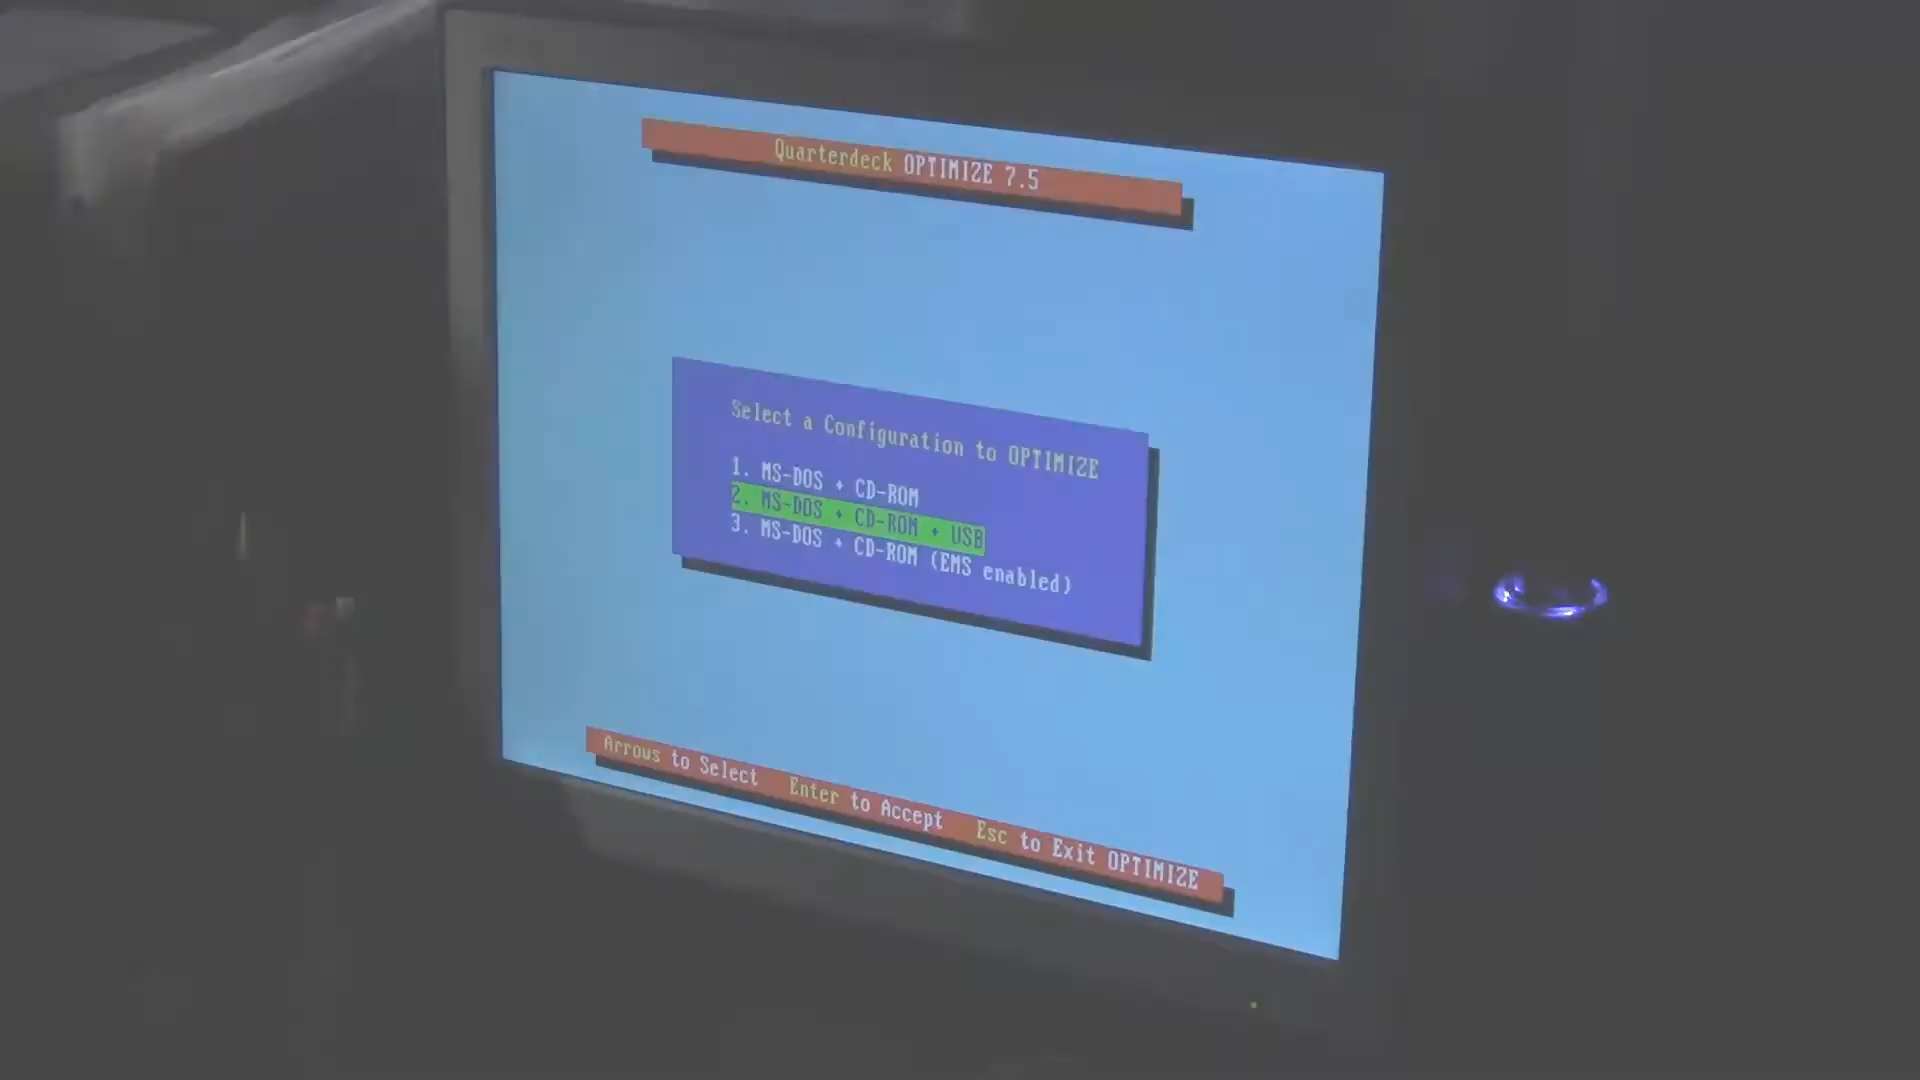 Quarterdeck OPTIMIZE 7.5
Select a Configuration to OPTIMIZE
1. MS-DOS + CD-ROM
2. MS-DOS + CD-ROM + USB
3. MS-DOS + CD-ROM (EMS enabled)
Arrows to Select Enter to Accept Esc to Exit OPTIMIZE